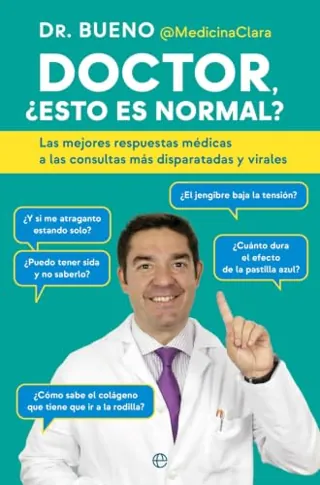 DR. BUENO @MedicinaClara
DOCTOR,
¿ESTO ES NORMAL?
Las mejores respuestas médicas
a las consultas más disparatadas y virales
¿El jengibre baja la tensión?
¿Y si me atraganto
estando solo?
¿Cuánto dura
el efecto
de la pastilla azul?
¿Puedo tener sida
y no saberlo?
¿Cómo sabe el colágeno
que tiene que ir a la rodilla?
e